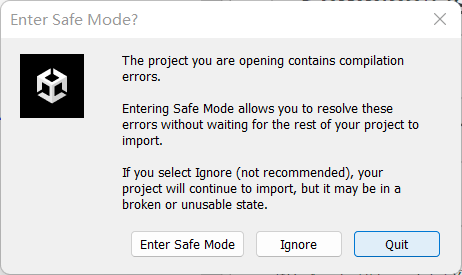 Enter Safe Mode?
The project you are opening contains compilation
errors.
Entering Safe Mode allows you to resolve these
errors without waiting for the rest of your project to
import.
If you select Ignore (not recommended), your
project will continue to import, but it may be in a
broken or unusable state.
Enter Safe Mode
Ignore
Quit